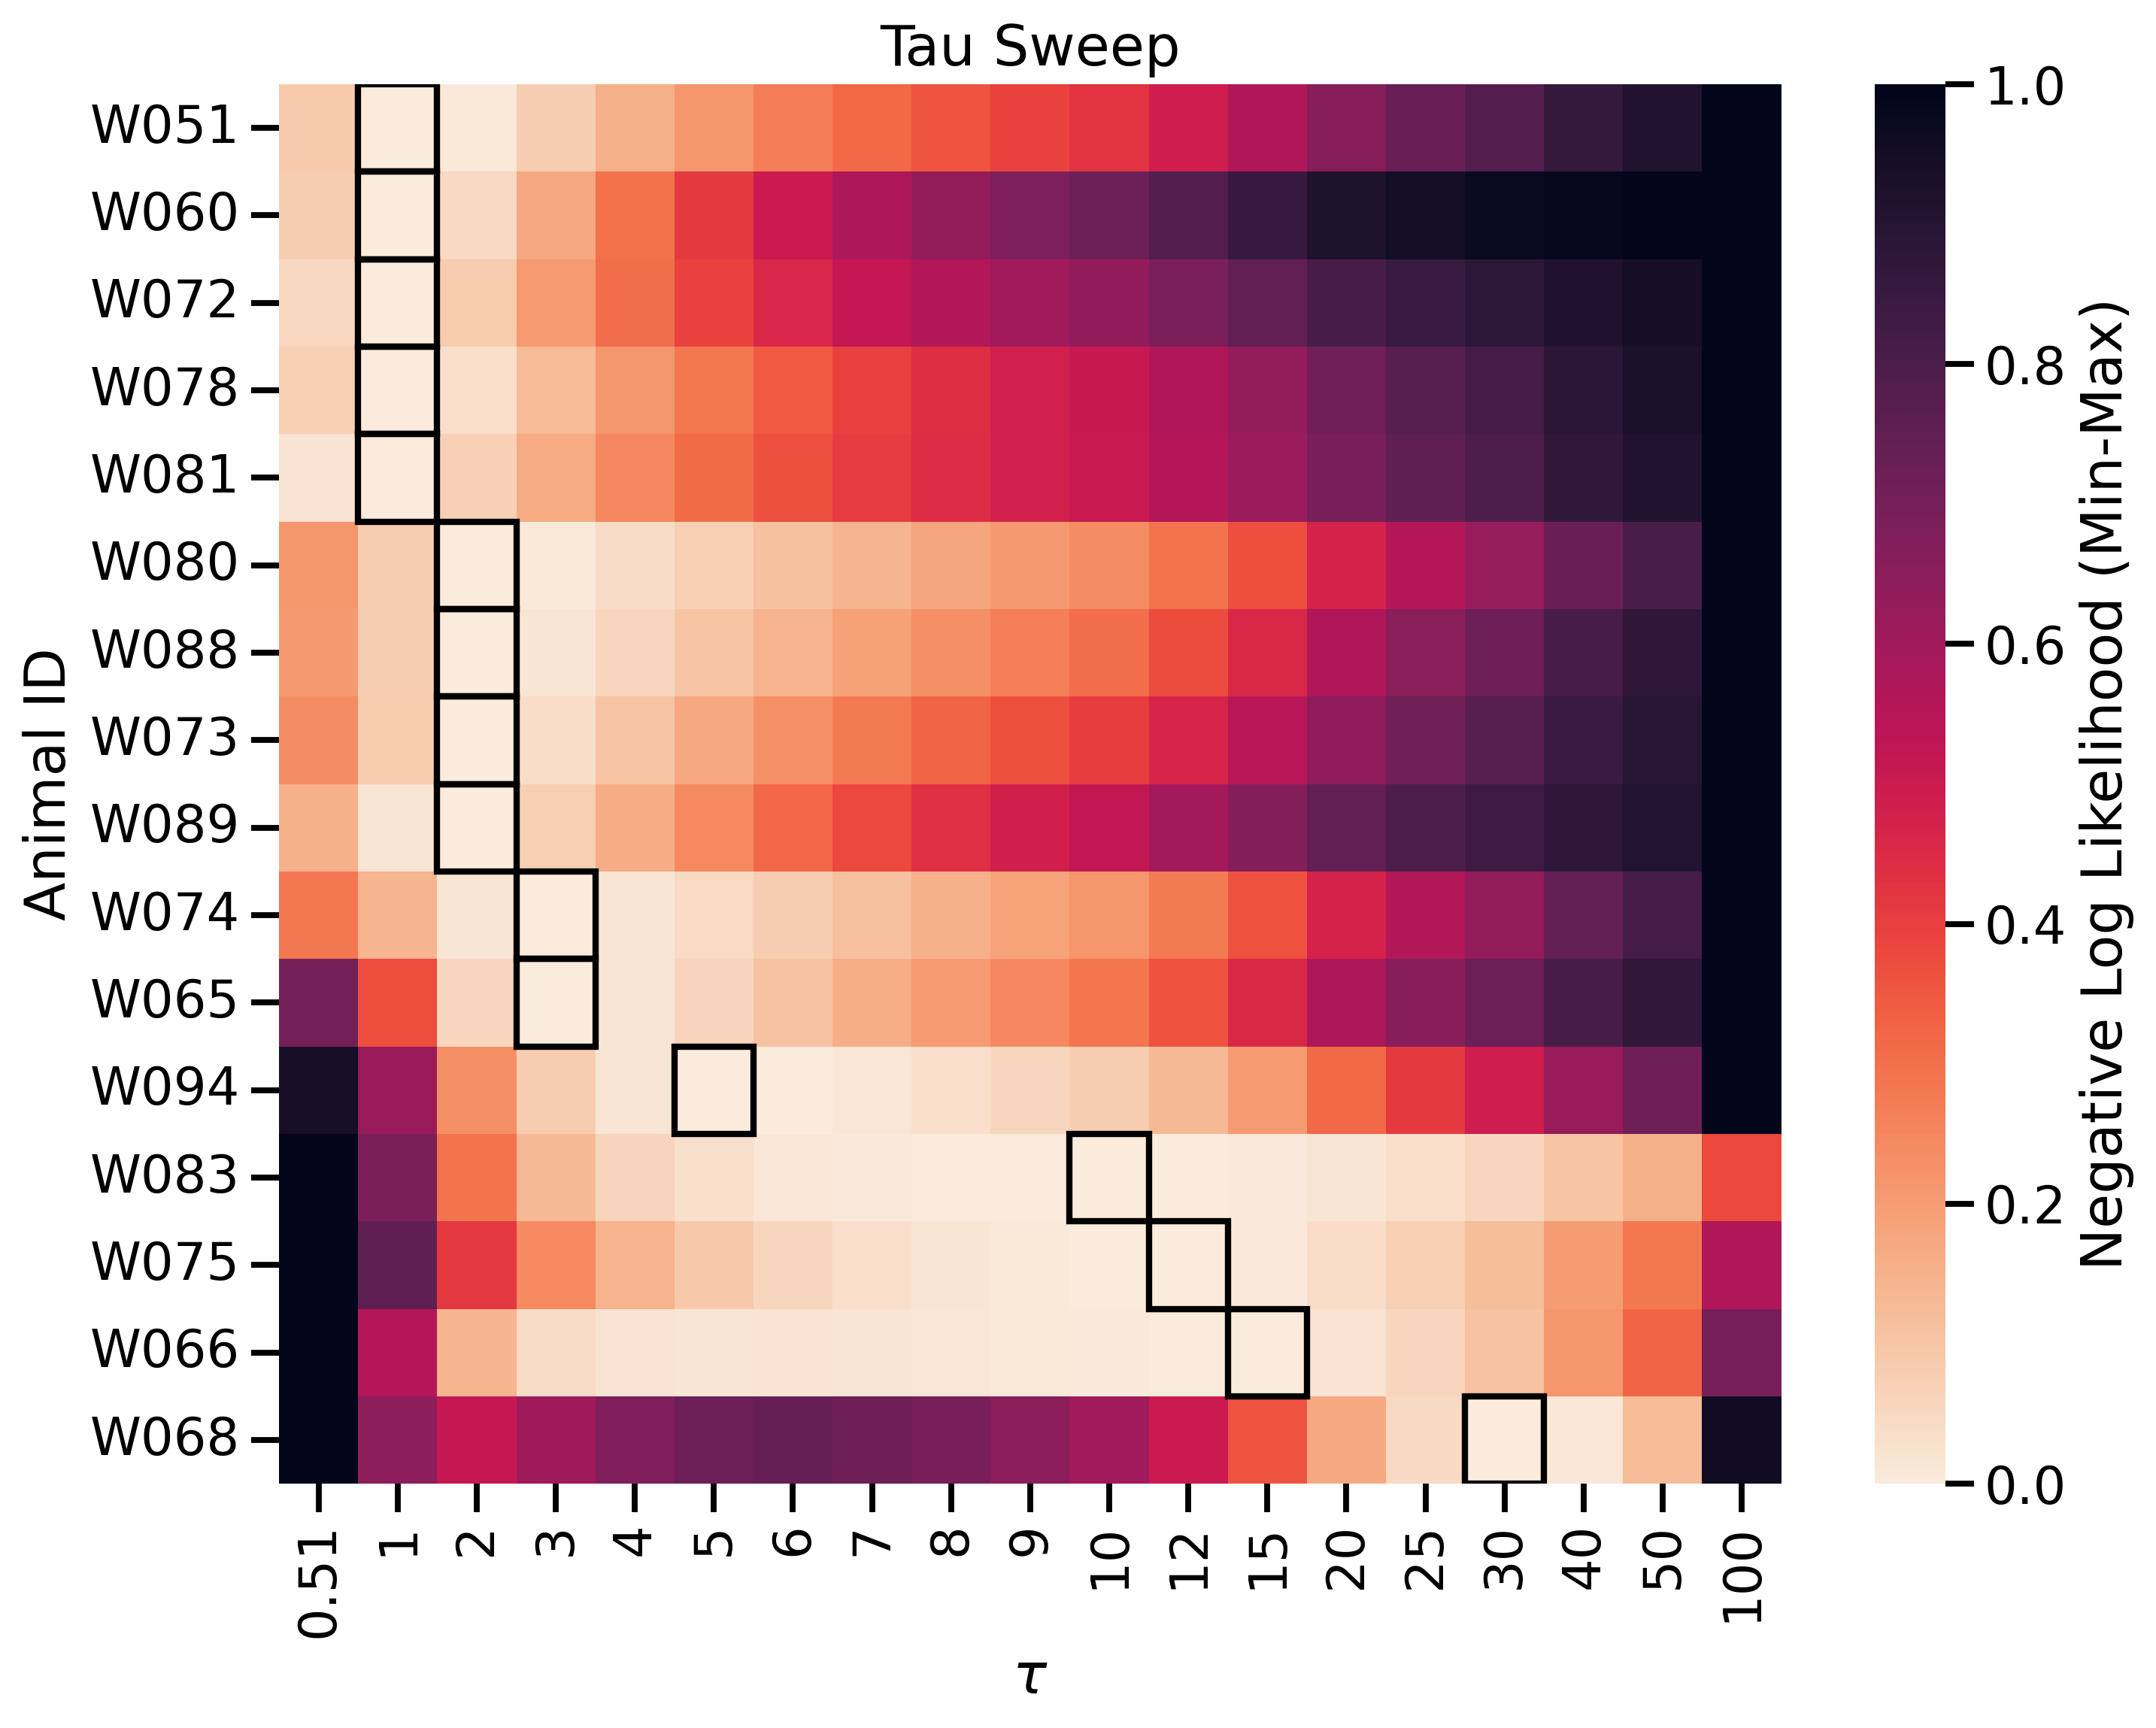 Tau Sweep
Animal ID
W051
W060
W072
W078
W081
W080
W088
W073
W089
W074
W065
W094
W083
W075
W066
W068
0.51
1
2
3
4
5
6
7
8
9
10
12
15
20
25
30
40
50
100
τ
1.0
0.8
0.6
0.4
0.2
0.0
Negative Log Likelihood (Min-Max)